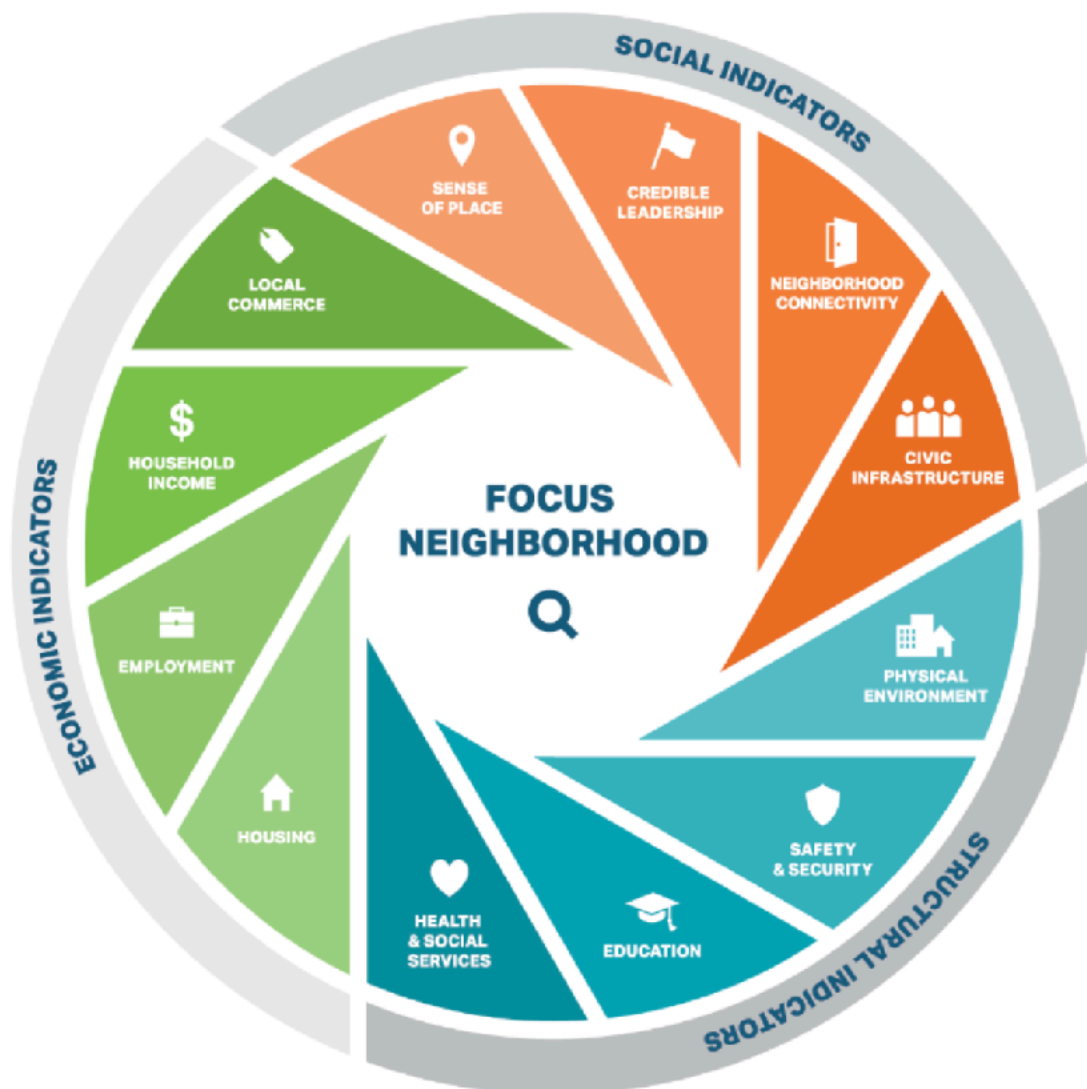 SOCIAL INDICATORS
SENSE
OF PLACE
CREDIBLE
LEADERSHIP
NEIGHBORHOOD
CONNECTIVITY
CIVIC
INFRASTRUCTURE
STRUCTURAL INDICATORS
PHYSICAL
ENVIRONMENT
SAFETY
& SECURITY
EDUCATION
HEALTH
& SOCIAL
SERVICES
ECONOMIC INDICATORS
HOUSING
EMPLOYMENT
$
HOUSEHOLD
INCOME
LOCAL
COMMERCE
FOCUS
NEIGHBORHOOD